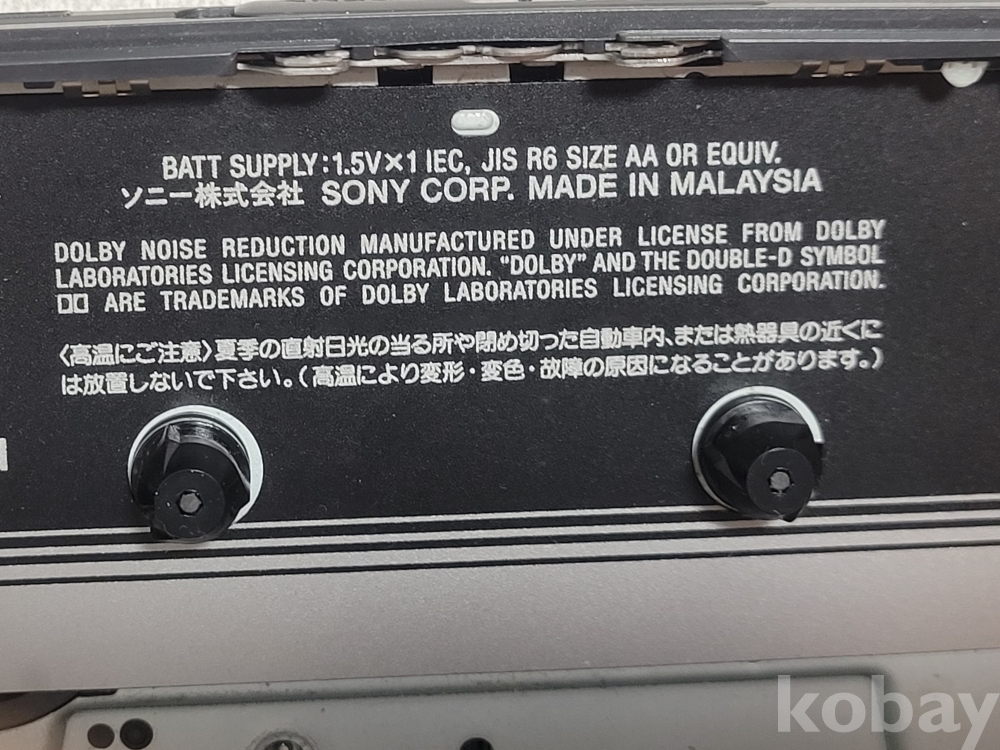 BATT SUPPLY:1.5V×1 IEC, JIS R6 SIZE AA OR EQUIV.
ソニー株式会社 SONY CORP. MADE IN MALAYSIA
DOLBY NOISE REDUCTION MANUFACTURED UNDER LICENSE FROM DOLBY
LABORATORIES LICENSING CORPORATION. "DOLBY" AND THE DOUBLE-D SYMBOL
ARE TRADEMARKS OF DOLBY LABORATORIES LICENSING CORPORATION.
〈高温にご注意〉夏季の直射日光の当る所や閉め切った自動車内、または熱器具の近くに
は放置しないで下さい。(高温により変形・変色・故障の原因になることがあります。)
kobay